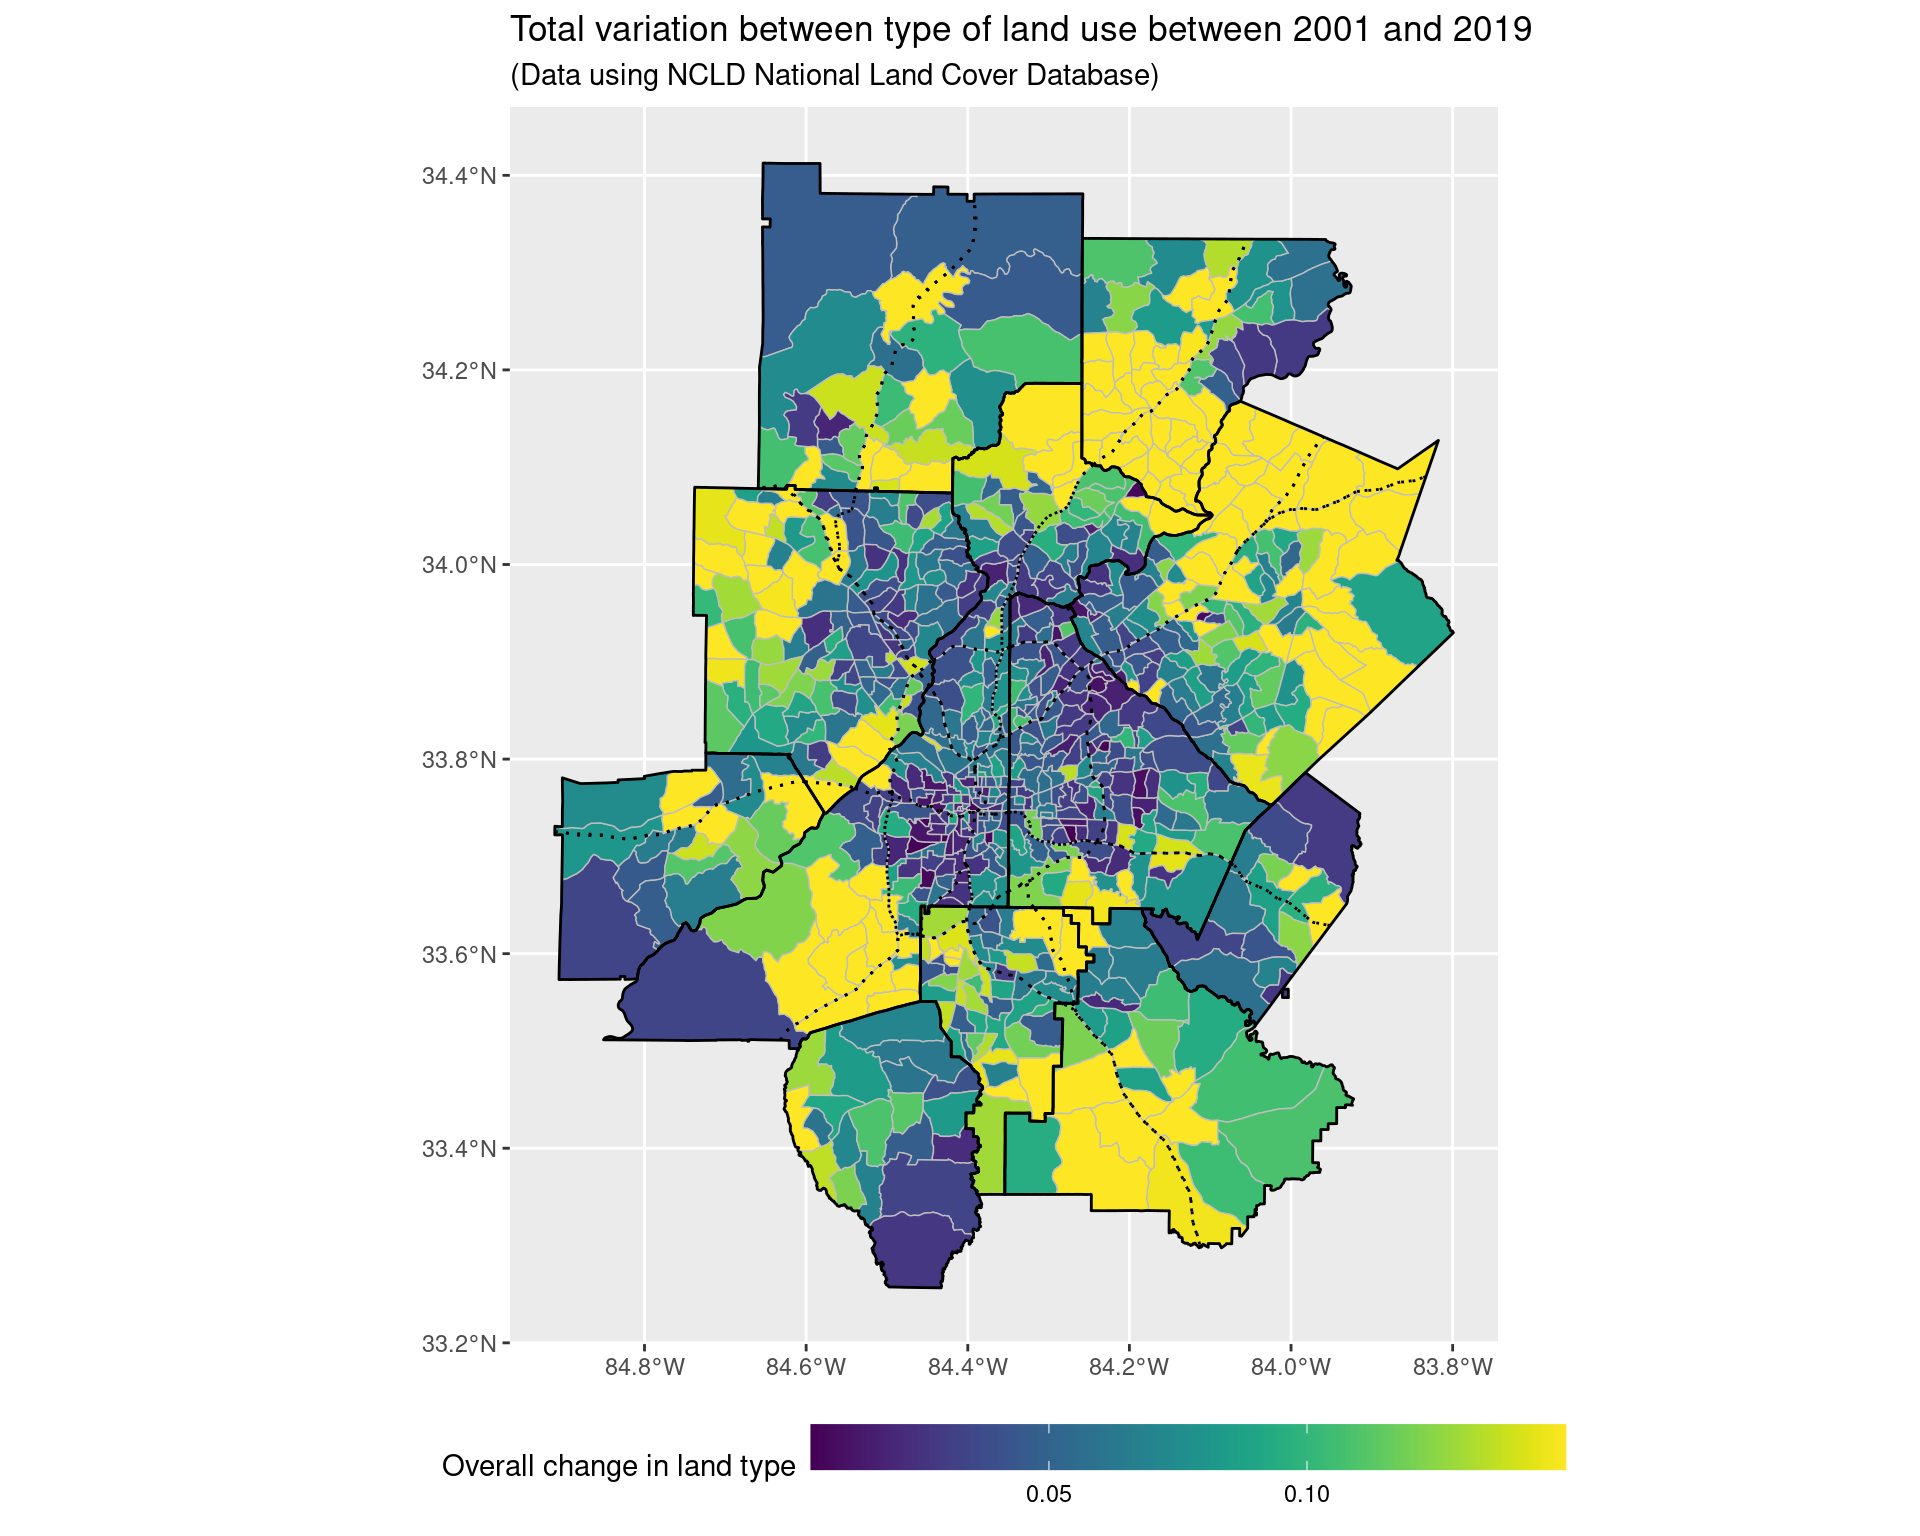 Total variation between type of land use between 2001 and 2019
(Data using NCLD National Land Cover Database)
34.4°N
34.2°N
34.0°N
33.8°N
33.6°N
33.4°N
33.2°N
84.8°W 84.6°W 84.4°W 84.2°W 84.0°W 83.8°W
Overall change in land type
0.05 0.10